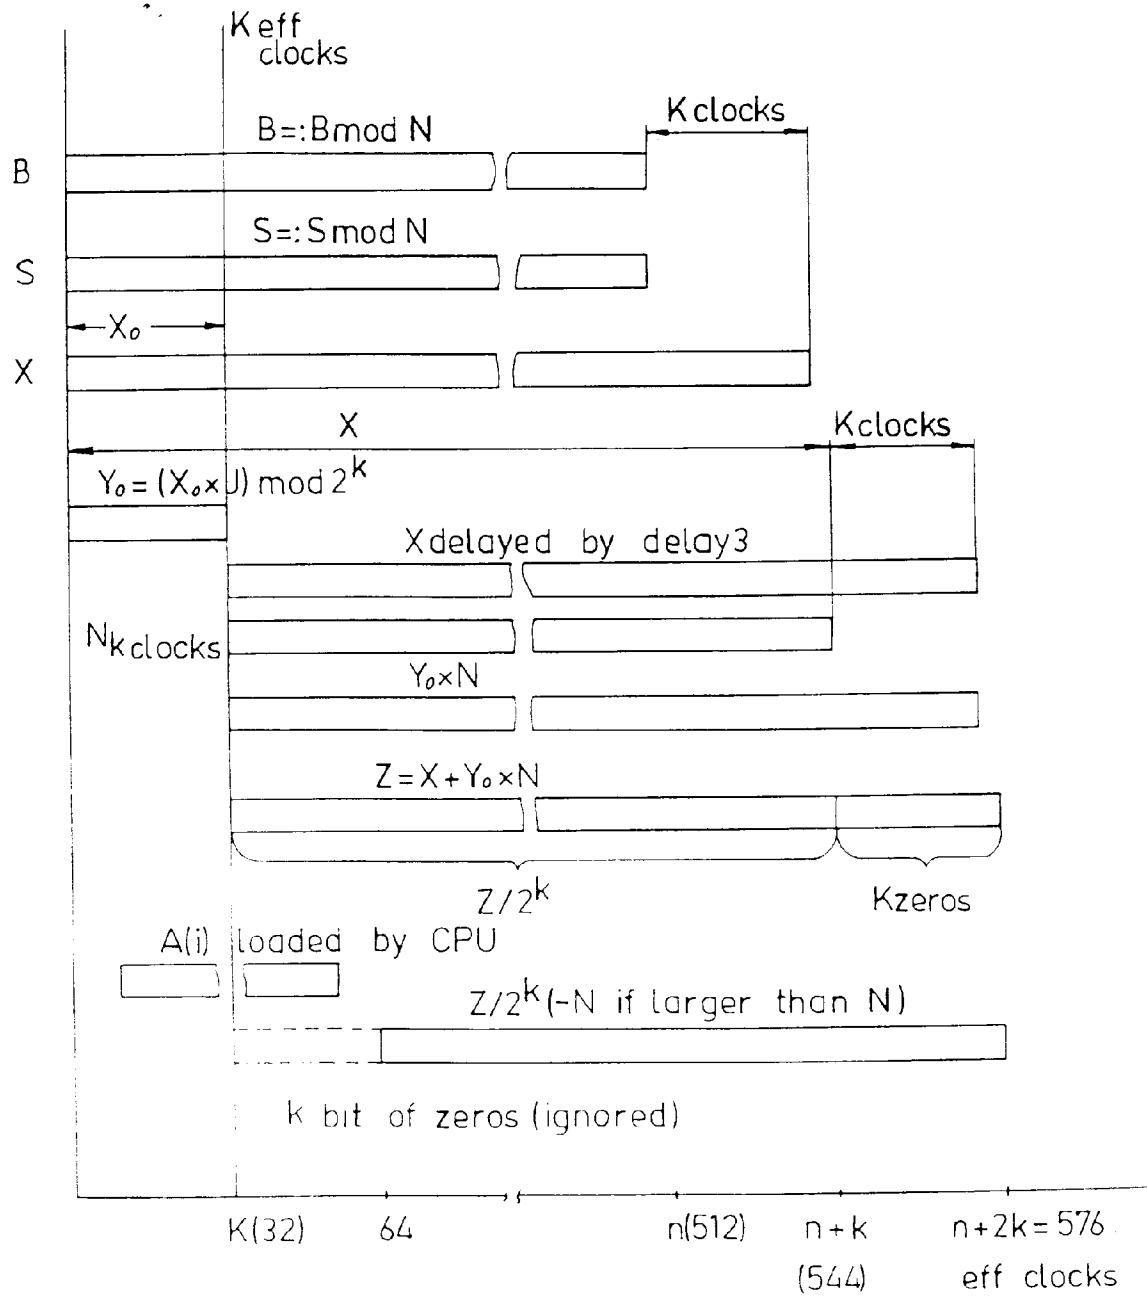 K eff
clocks
K clocks
B=:B mod N
B
S=:S mod N
S
X₀
X
X
K clocks
Y₀ = (X₀ × J) mod 2ᵏ
X delayed by delay3
N k clocks
Y₀ × N
Z = X + Y₀ × N
Z/2ᵏ
K zeros
A(i) loaded by CPU
Z/2ᵏ (-N if larger than N)
k bit of zeros (ignored)
K(32) 64 n(512) n + k n + 2k = 576
(544) eff clocks